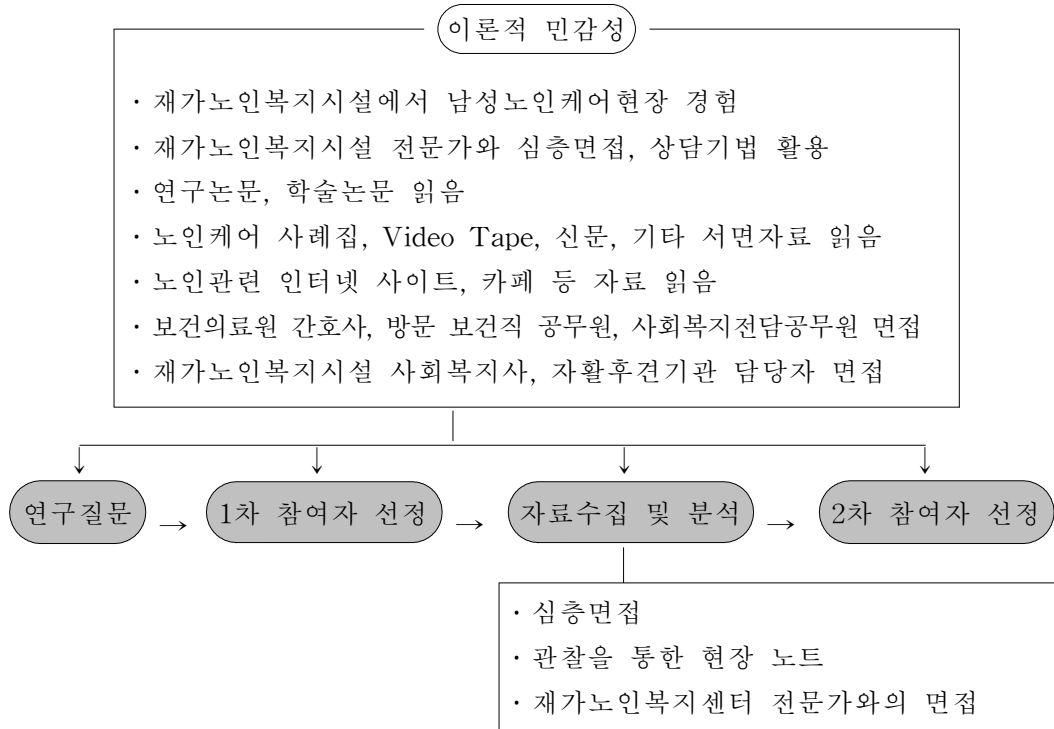 이론적 민감성
· 재가노인복지시설에서 남성노인케어현장 경험
· 재가노인복지시설 전문가와 심층면접, 상담기법 활용
· 연구논문, 학술논문 읽음
· 노인케어 사례집, Video Tape, 신문, 기타 서면자료 읽음
· 노인관련 인터넷 사이트, 카페 등 자료 읽음
· 보건의료원 간호사, 방문 보건직 공무원, 사회복지전담공무원 면접
· 재가노인복지시설 사회복지사, 자활후견기관 담당자 면접
연구질문 → 1차 참여자 선정 → 자료수집 및 분석 → 2차 참여자 선정
· 심층면접
· 관찰을 통한 현장 노트
· 재가노인복지센터 전문가와의 면접